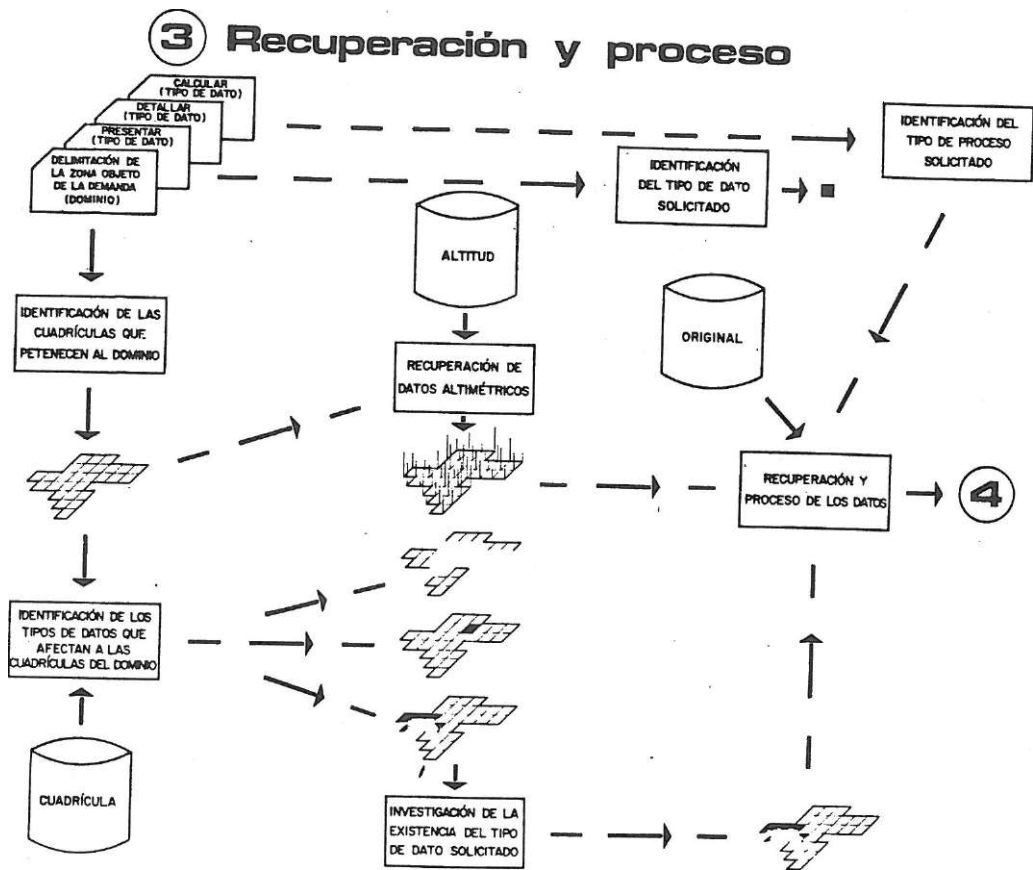 3 Recuperación y proceso
CALCULAR
(TIPO DE DATO)
DETALLAR
(TIPO DE DATO)
PRESENTAR
(TIPO DE DATO)
DELIMITACIÓN DE
LA ZONA OBJETO
DE LA DEMANDA
(DOMINIO)
IDENTIFICACIÓN DEL
TIPO DE PROCESO
SOLICITADO
IDENTIFICACIÓN
DEL TIPO DE DATO
SOLICITADO
ALTITUD
ORIGINAL
IDENTIFICACIÓN DE LAS
CUADRÍCULAS QUE
PETENECEN AL DOMINIO
RECUPERACIÓN DE
DATOS ALTIMÉTRICOS
RECUPERACIÓN Y
PROCESO DE LOS DATOS
4
IDENTIFICACIÓN DE LOS
TIPOS DE DATOS QUE
AFECTAN A LAS
CUADRÍCULAS DEL DOMINIO
CUADRÍCULA
INVESTIGACIÓN DE LA
EXISTENCIA DEL TIPO
DE DATO SOLICITADO